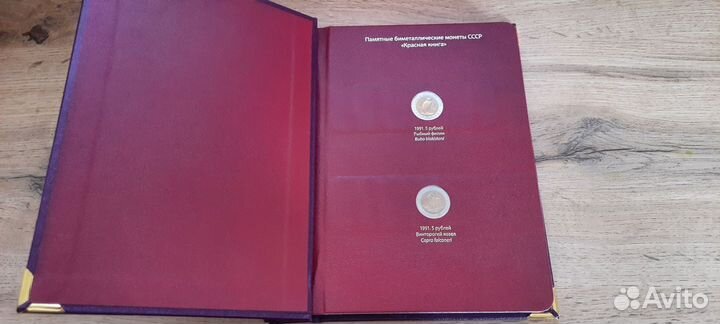 Памятные биметаллические монеты СССР
«Красная книга»
1991. 5 рублей
Рыбный филин
Bubo blakistoni
1991. 5 рублей
Винторогий козел
Capra falconeri
Avito